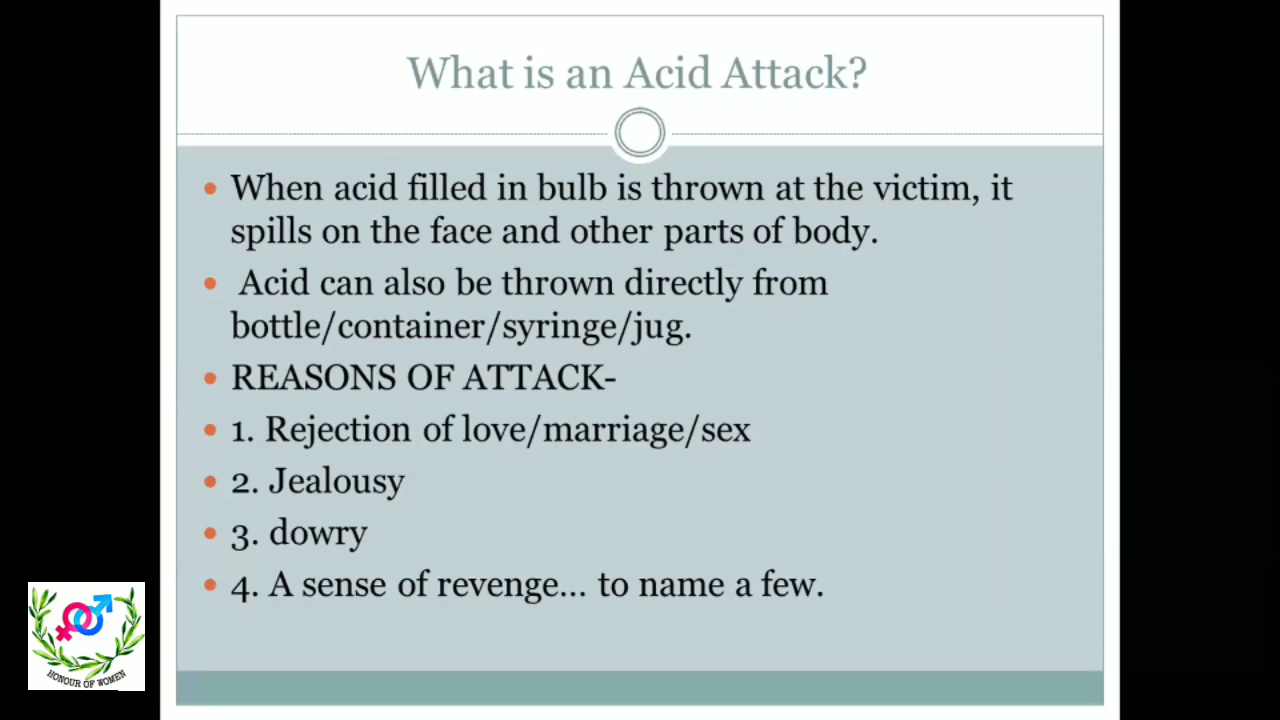 What is an Acid Attack?
• When acid filled in bulb is thrown at the victim, it
spills on the face and other parts of body.
• Acid can also be thrown directly from
bottle/container/syringe/jug.
• REASONS OF ATTACK-
• 1. Rejection of love/marriage/sex
• 2. Jealousy
• 3. dowry
• 4. A sense of revenge... to name a few.
HONOUR OF WOMEN